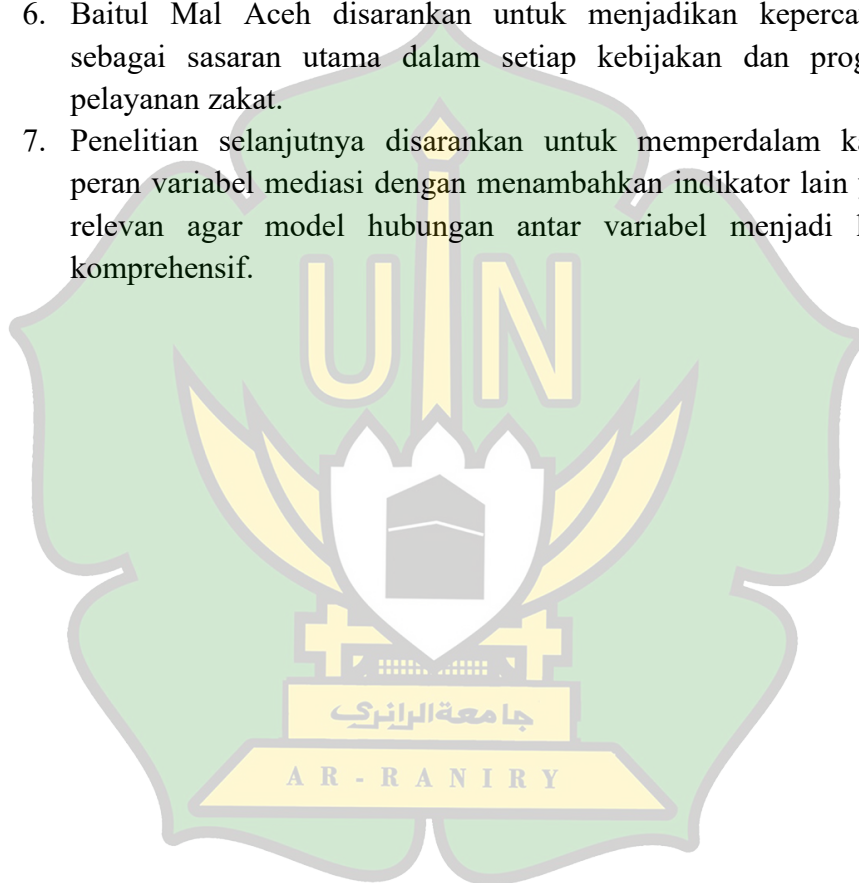 6. Baitul Mal Aceh disarankan untuk menjadikan keperca
sebagai sasaran utama dalam setiap kebijakan dan prog
pelayanan zakat.
7. Penelitian selanjutnya disarankan untuk memperdalam ka
peran variabel mediasi dengan menambahkan indikator lain
relevan agar model hubungan antar variabel menjadi
komprehensif.
UIN
جامعةالرانري
AR-RANIRY